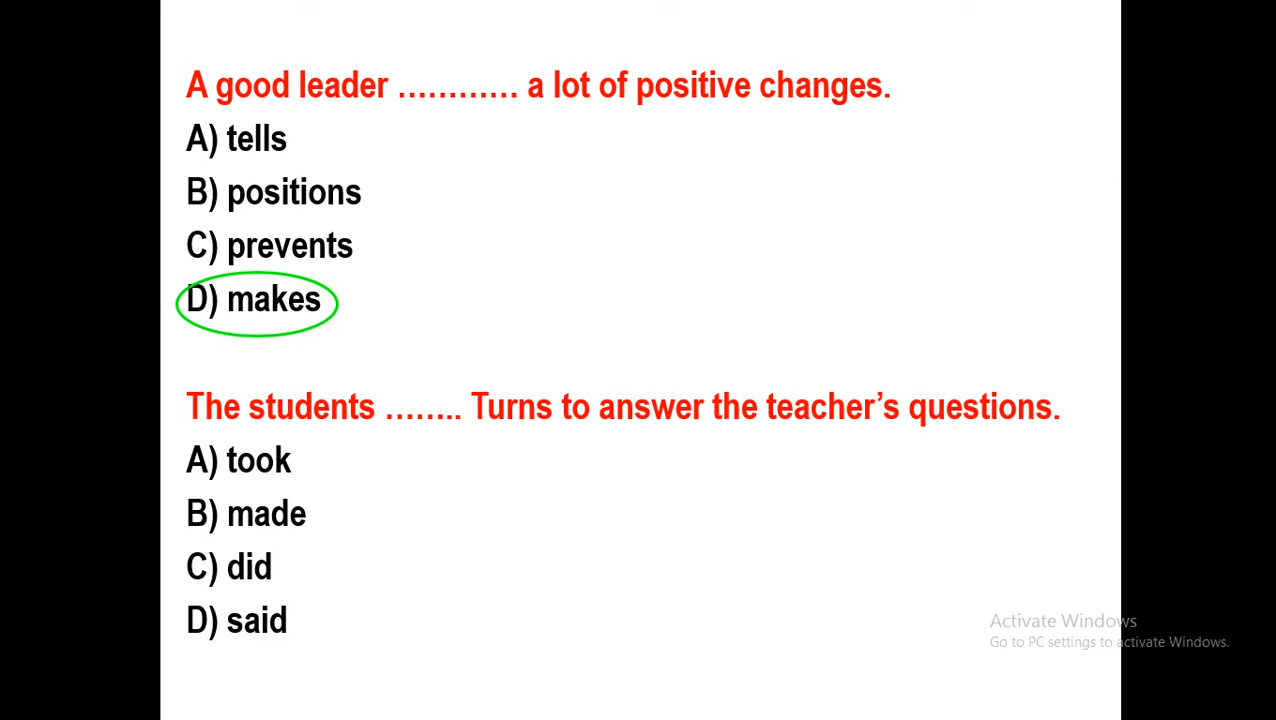 A good leader ………… a lot of positive changes.
A) tells
B) positions
C) prevents
D) makes
The students …….. Turns to answer the teacher’s questions.
A) took
B) made
C) did
D) said
Activate Windows
Go to PC settings to activate Windows.